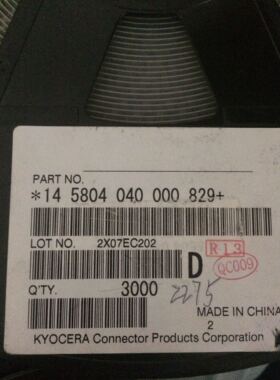 PART NO.
*14 5804 040 000 829+
LOT NO. 2X07EC202
R13
QC009
D
Q'TY. 3000
2275
MADE IN CHINA
2
KYOCERA Connector Products Corporation